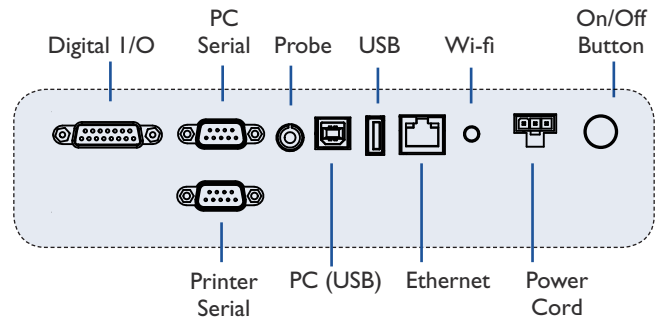 Digital I/O
PC
Serial
Probe
USB
Wi-fi
On/Off
Button
Printer
Serial
PC (USB)
Ethernet
Power
Cord